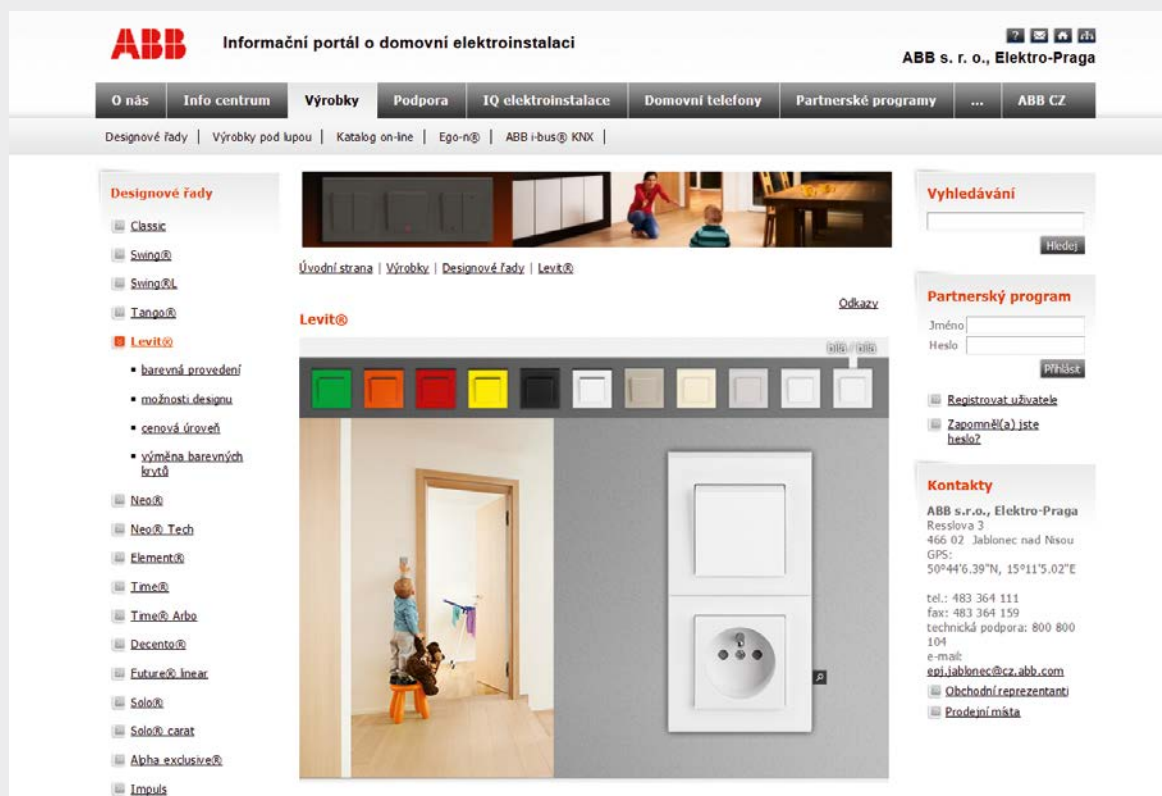 ABB
Informační portál o domovní elektroinstalaci
?
ABB s. r. o., Elektro-Praga
O nás
Info centrum
Výrobky
Podpora
IQ elektroinstalace
Domovní telefony
Partnerské programy
...
ABB CZ
Designové řady | Výrobky pod lupou | Katalog on-line | Ego-n® | ABB i-bus® KNX |
Designové řady
Classic
Swing®
Swing®L
Tango®
Levit®
barevná provedení
možnosti designu
cenová úroveň
výměna barevných
krytů
Neo®
Neo® Tech
Element®
Time®
Time® Arbo
Decento®
Future® linear
Solo®
Solo® carat
Alpha exclusive®
Impuls
Úvodní strana | Výrobky | Designové řady | Levit®
Odkazy
Levit®
bílá / bílá
Vyhledávání
Hledej
Partnerský program
Jméno
Heslo
Přihlásit
Registrovat uživatele
Zapomněl(a) jste
heslo?
Kontakty
ABB s.r.o., Elektro-Praga
Resslova 3
466 02 Jablonec nad Nisou
GPS:
50°44'6.39"N, 15°11'5.02"E
tel.: 483 364 111
fax: 483 364 159
technická podpora: 800 800
104
e-mail:
epj.jablonec@cz.abb.com
Obchodní reprezentanti
Prodejní místa